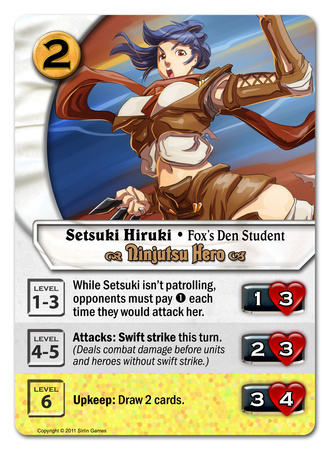 2
Setsuki Hiruki • Fox's Den Student
Ninjutsu Hero
LEVEL
1-3
While Setsuki isn't patrolling,
opponents must pay ❶ each
time they would attack her.
1 3
LEVEL
4-5
Attacks: Swift strike this turn.
(Deals combat damage before units
and heroes without swift strike.)
2 3
LEVEL
6
Upkeep: Draw 2 cards.
3 4
Copyright © 2011 Sirlin Games